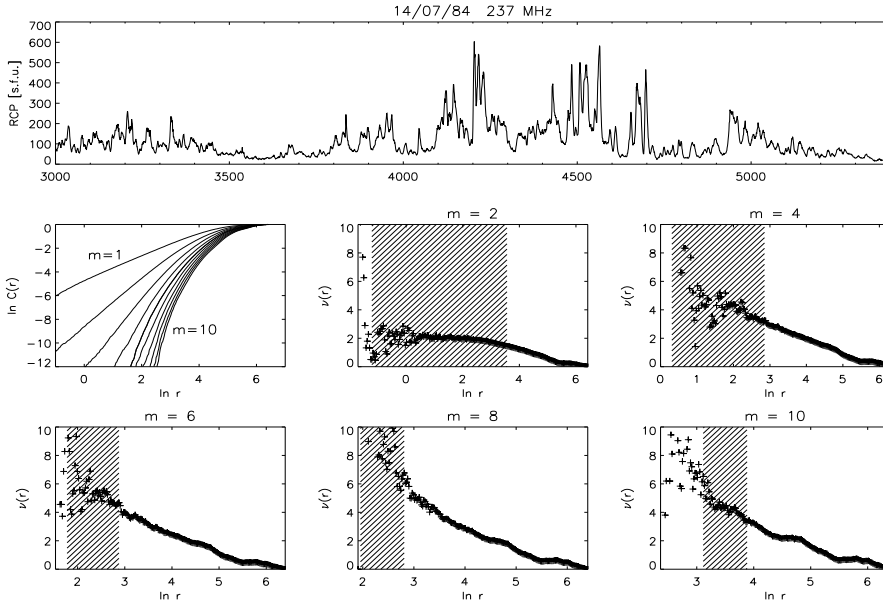 14/07/84 237 MHz
RCP [s.f.u.]
700
600
500
400
300
200
100
0
3000 3500 4000 4500 5000
ln C(r)
0
−2
−4
−6
−8
−10
−12
m=1
m=10
0 2 4 6
ln r
m = 2
ν(r)
10
8
6
4
2
0
0 2 4 6
ln r
m = 4
ν(r)
10
8
6
4
2
0
0 1 2 3 4 5 6
ln r
m = 6
ν(r)
10
8
6
4
2
0
2 3 4 5 6
ln r
m = 8
ν(r)
10
8
6
4
2
0
2 3 4 5 6
ln r
m = 10
ν(r)
10
8
6
4
2
0
3 4 5 6
ln r